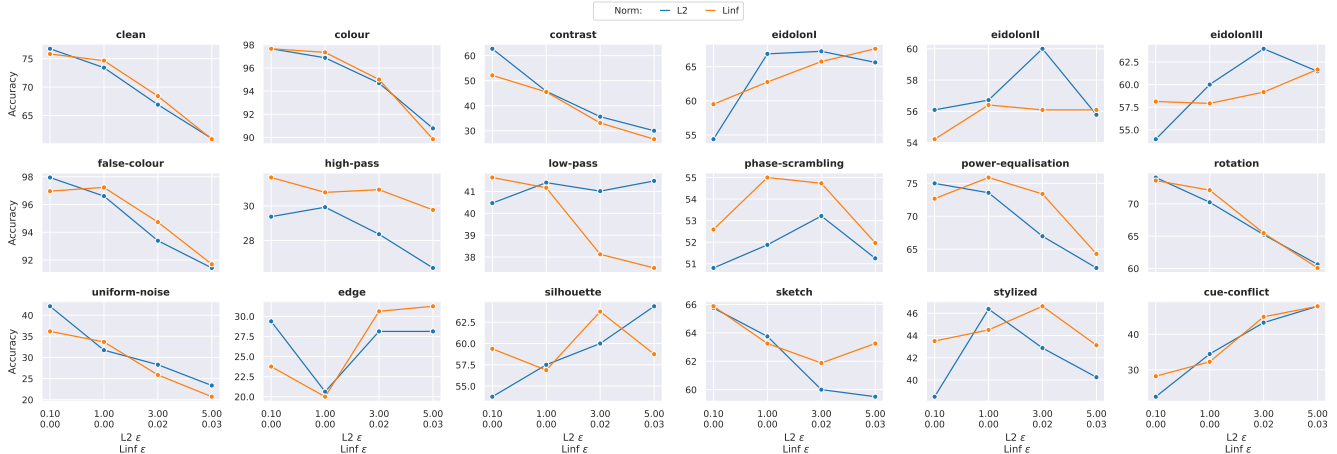 Norm: L2 Linf
clean colour contrast eidolonI eidolonII eidolonIII
Accuracy
75 70 65
98 96 94 92 90
60 50 40 30
65 60 55
60 58 56 54
62.5 60.0 57.5 55.0
false-colour high-pass low-pass phase-scrambling power-equalisation rotation
Accuracy
98 96 94 92
30 28
41 40 39 38
55 54 53 52 51
75 70 65
70 65 60
uniform-noise edge silhouette sketch stylized cue-conflict
Accuracy
40 35 30 25 20
30.0 27.5 25.0 22.5 20.0
62.5 60.0 57.5 55.0
66 64 62 60
46 44 42 40
40 30
0.10 1.00 3.00 5.00 0.10 1.00 3.00 5.00 0.10 1.00 3.00 5.00 0.10 1.00 3.00 5.00 0.10 1.00 3.00 5.00 0.10 1.00 3.00 5.00
0.00 0.00 0.02 0.03 0.00 0.00 0.02 0.03 0.00 0.00 0.02 0.03 0.00 0.00 0.02 0.03 0.00 0.00 0.02 0.03 0.00 0.00 0.02 0.03
L2 ε L2 ε L2 ε L2 ε L2 ε L2 ε
Linf ε Linf ε Linf ε Linf ε Linf ε Linf ε